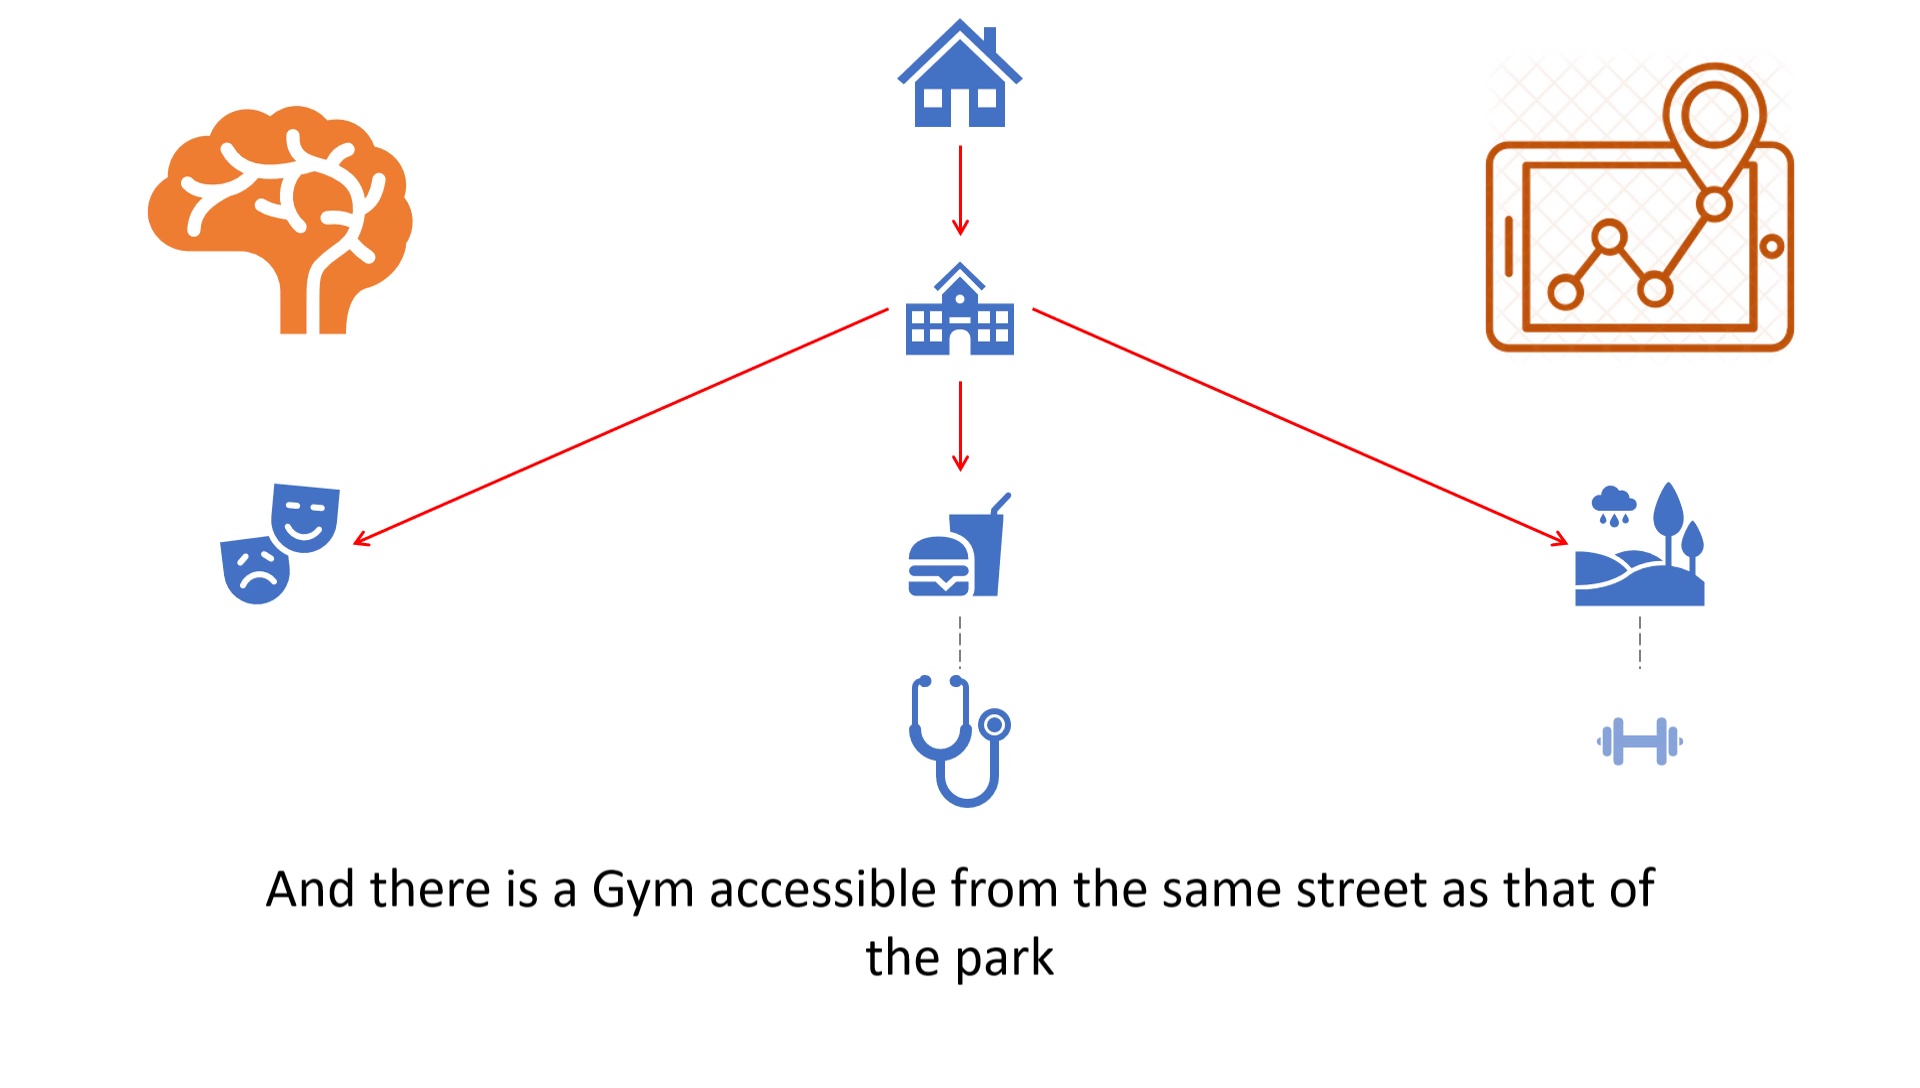 And there is a Gym accessible from the same street as that of
the park